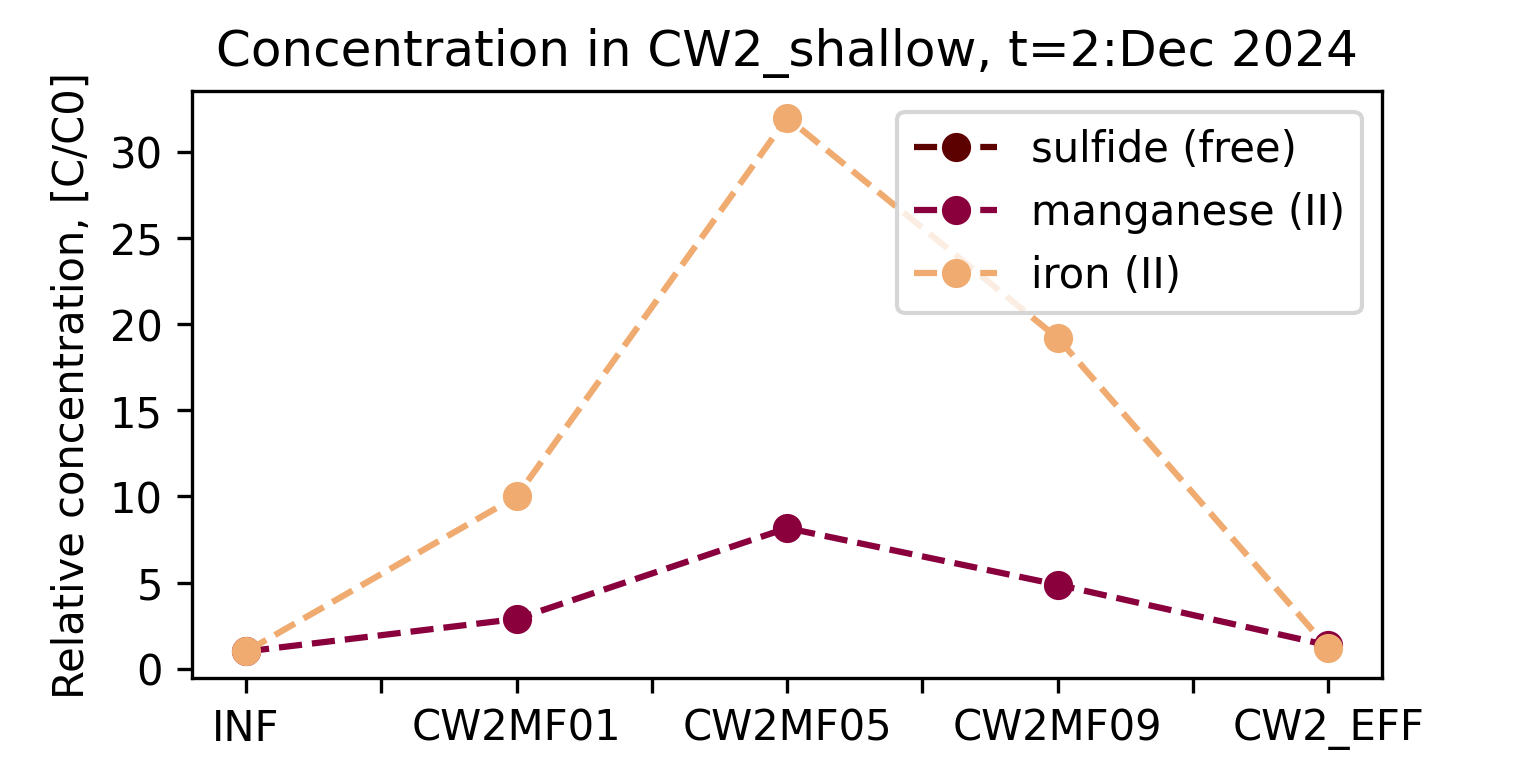 Concentration in CW2_shallow, t=2:Dec 2024
Relative concentration, [C/C0]
30
25
20
15
10
5
0
sulfide (free)
manganese (II)
iron (II)
INF
CW2MF01
CW2MF05
CW2MF09
CW2_EFF